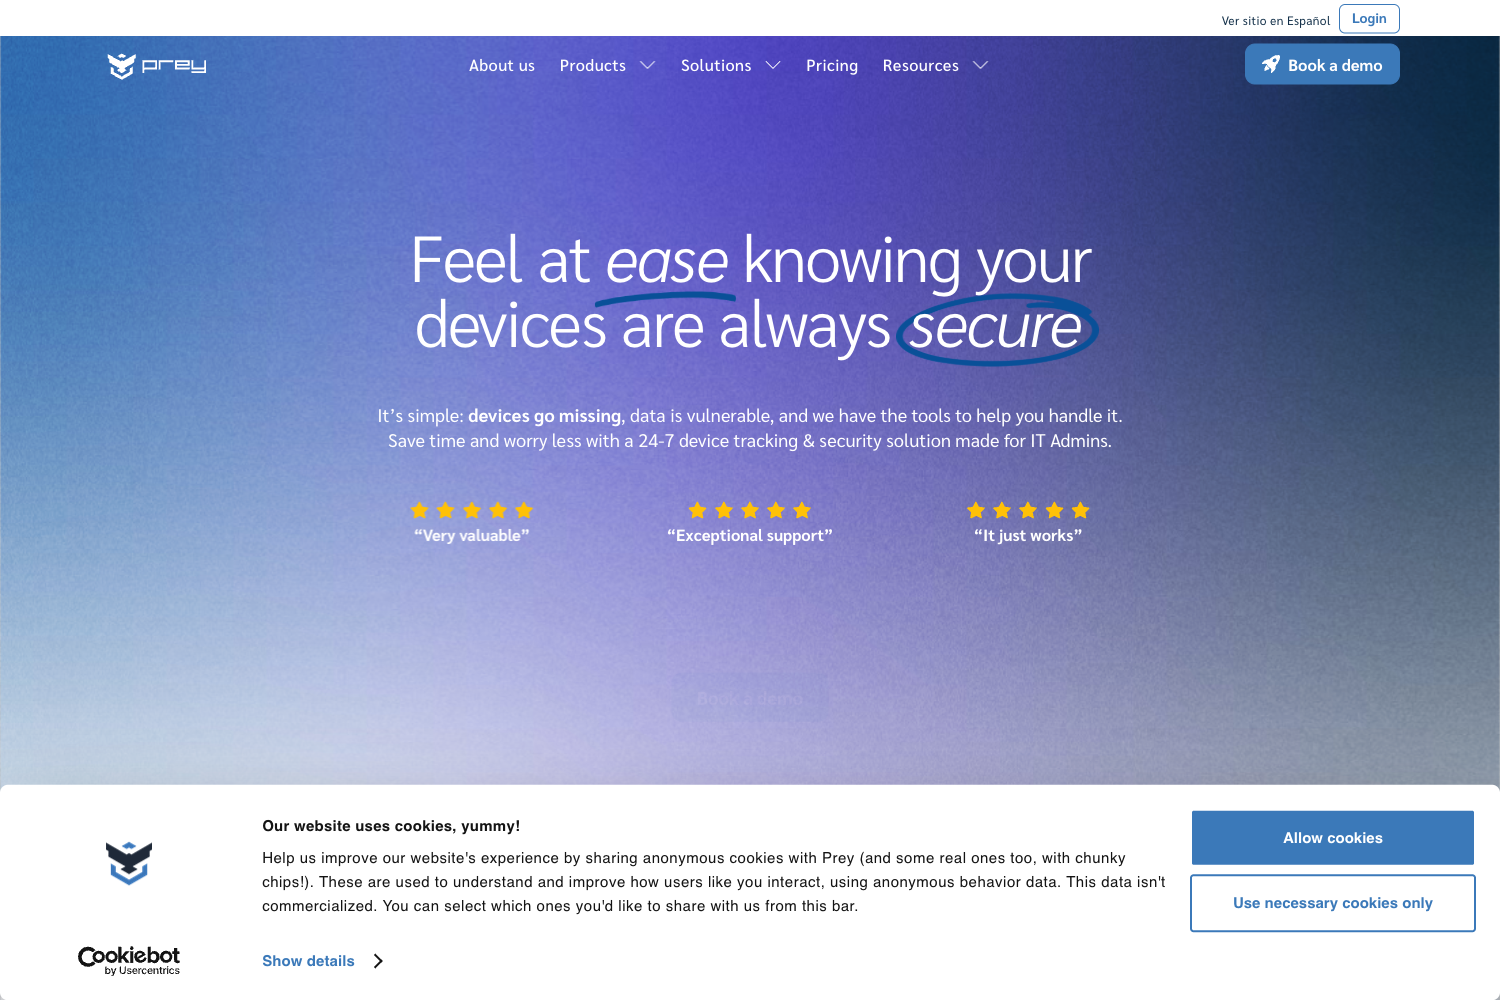 Ver sitio en Español
Login
prey
About us
Products
Solutions
Pricing
Resources
Book a demo
Feel at ease knowing your
devices are always secure
It’s simple: devices go missing, data is vulnerable, and we have the tools to help you handle it.
Save time and worry less with a 24-7 device tracking & security solution made for IT Admins.
“Very valuable”
“Exceptional support”
“It just works”
Book a demo
Our website uses cookies, yummy!
Help us improve our website's experience by sharing anonymous cookies with Prey (and some real ones too, with chunky
chips!). These are used to understand and improve how users like you interact, using anonymous behavior data. This data isn't
commercialized. You can select which ones you'd like to share with us from this bar.
Allow cookies
Use necessary cookies only
Cookiebot
by Usercentrics
Show details